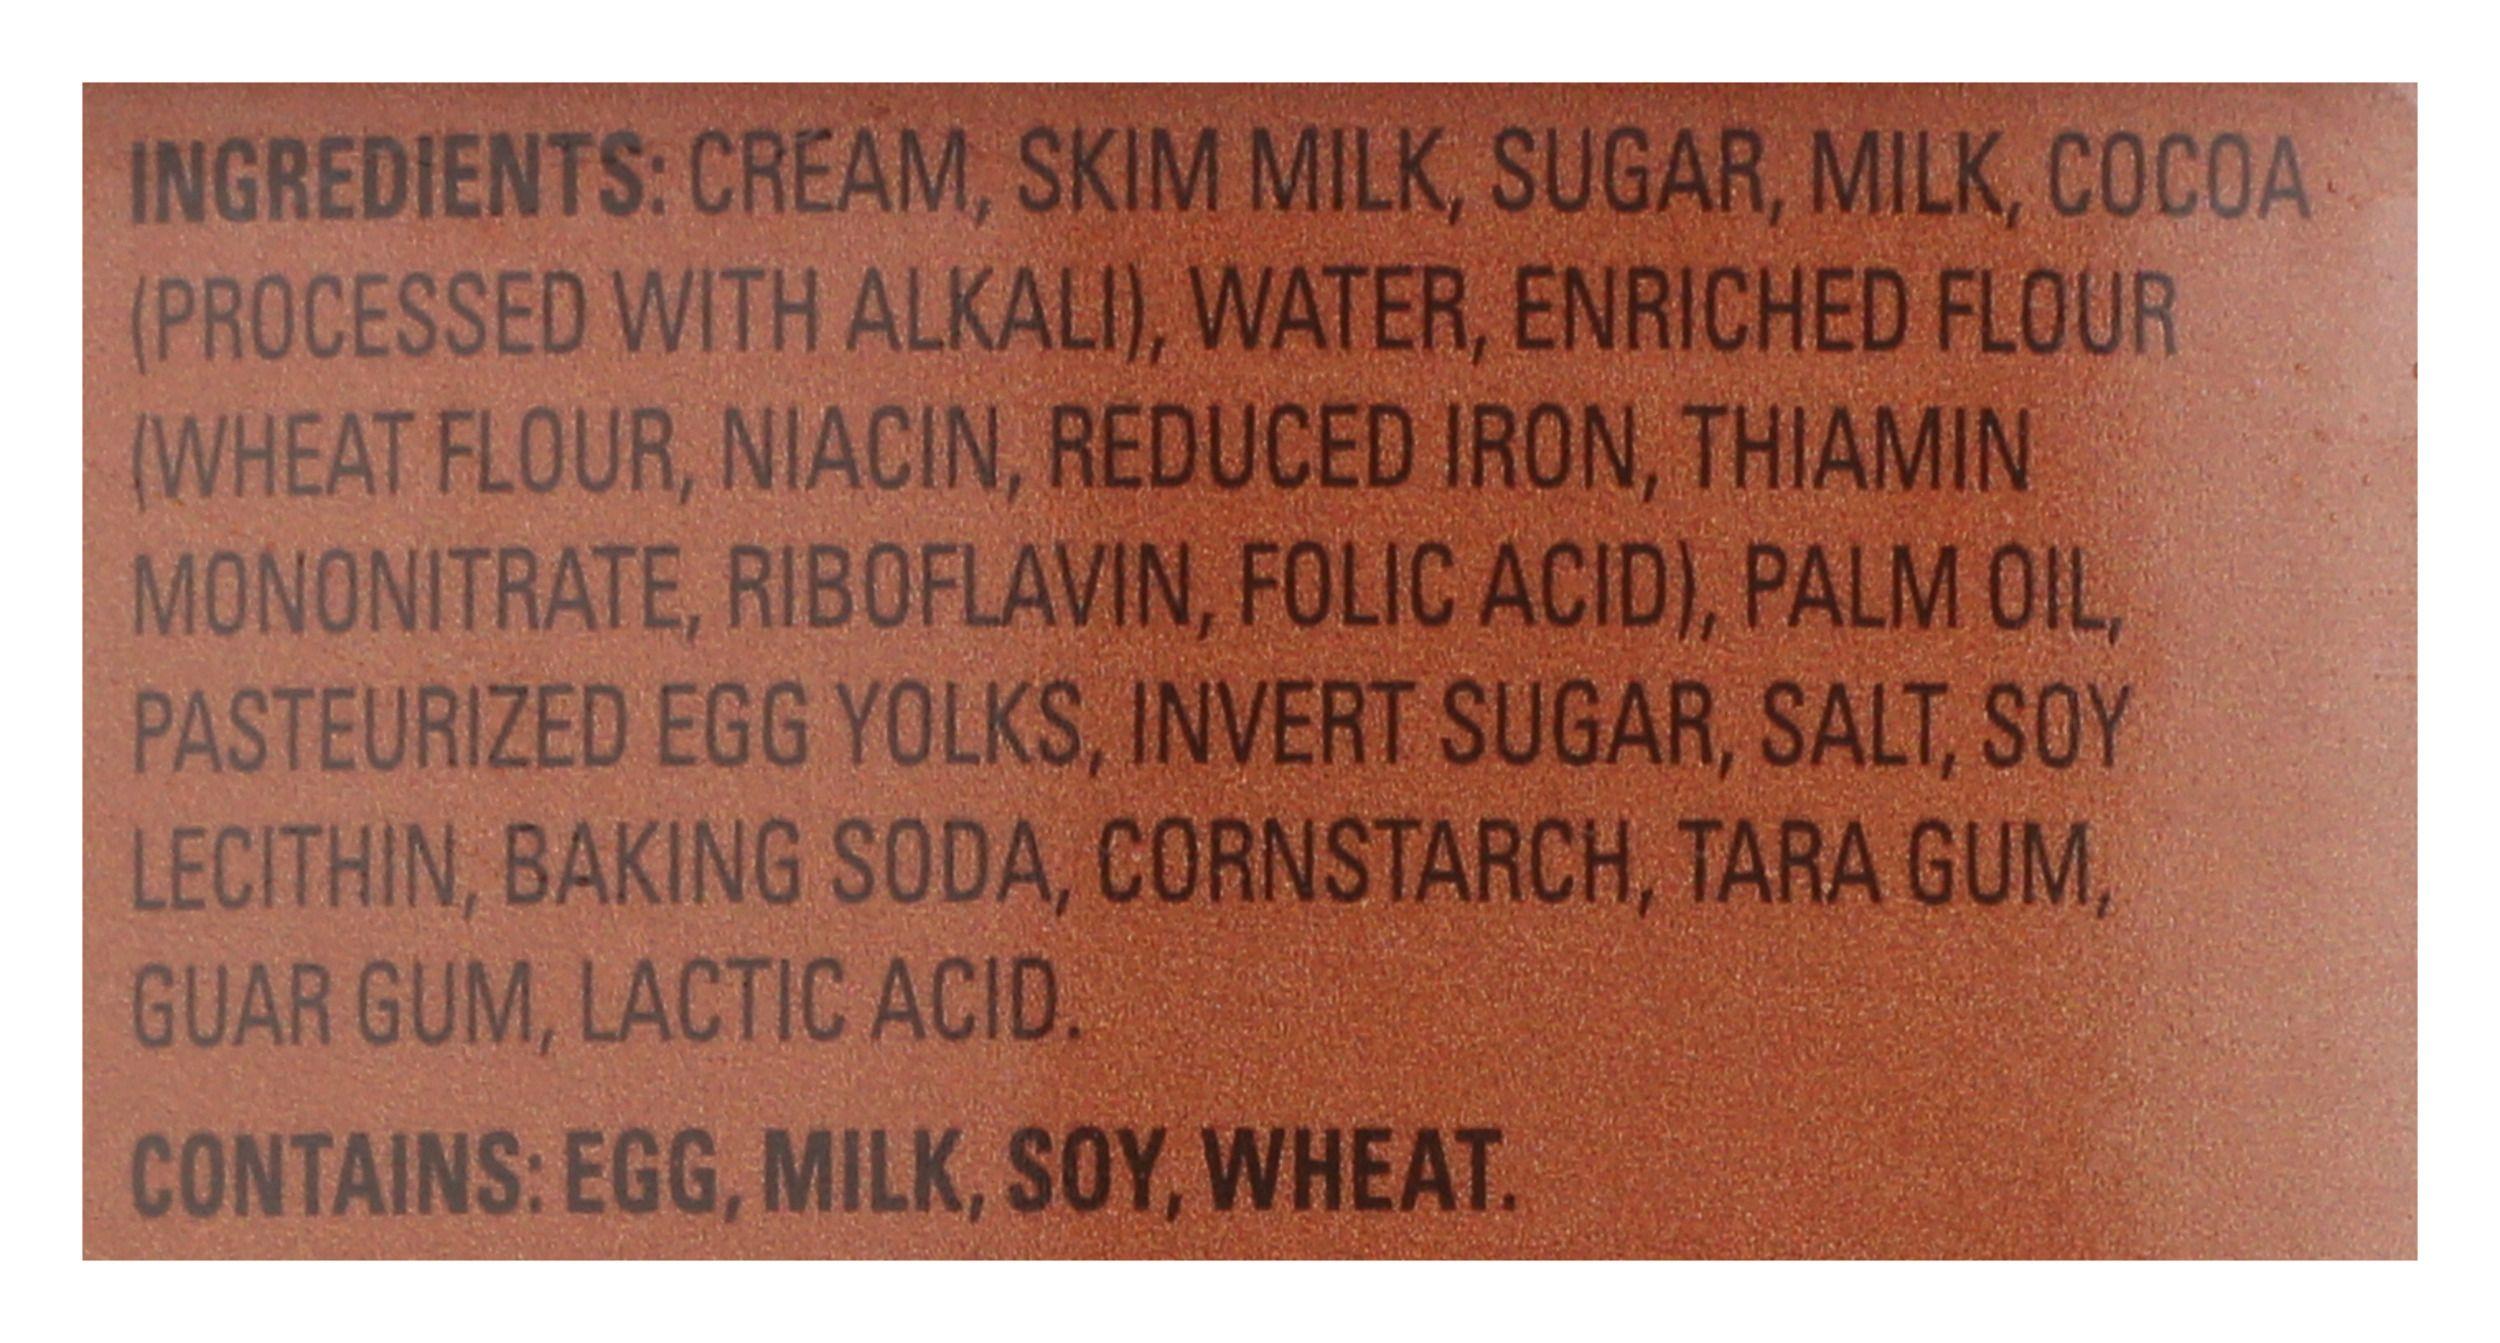 INGREDIENTS: CREAM, SKIM MILK, SUGAR, MILK, COCOA
(PROCESSED WITH ALKALI), WATER, ENRICHED FLOUR
(WHEAT FLOUR, NIACIN, REDUCED IRON, THIAMIN
MONONITRATE, RIBOFLAVIN, FOLIC ACID), PALM OIL,
PASTEURIZED EGG YOLKS, INVERT SUGAR, SALT, SOY
LECITHIN, BAKING SODA, CORNSTARCH, TARA GUM,
GUAR GUM, LACTIC ACID.
CONTAINS: EGG, MILK, SOY, WHEAT.